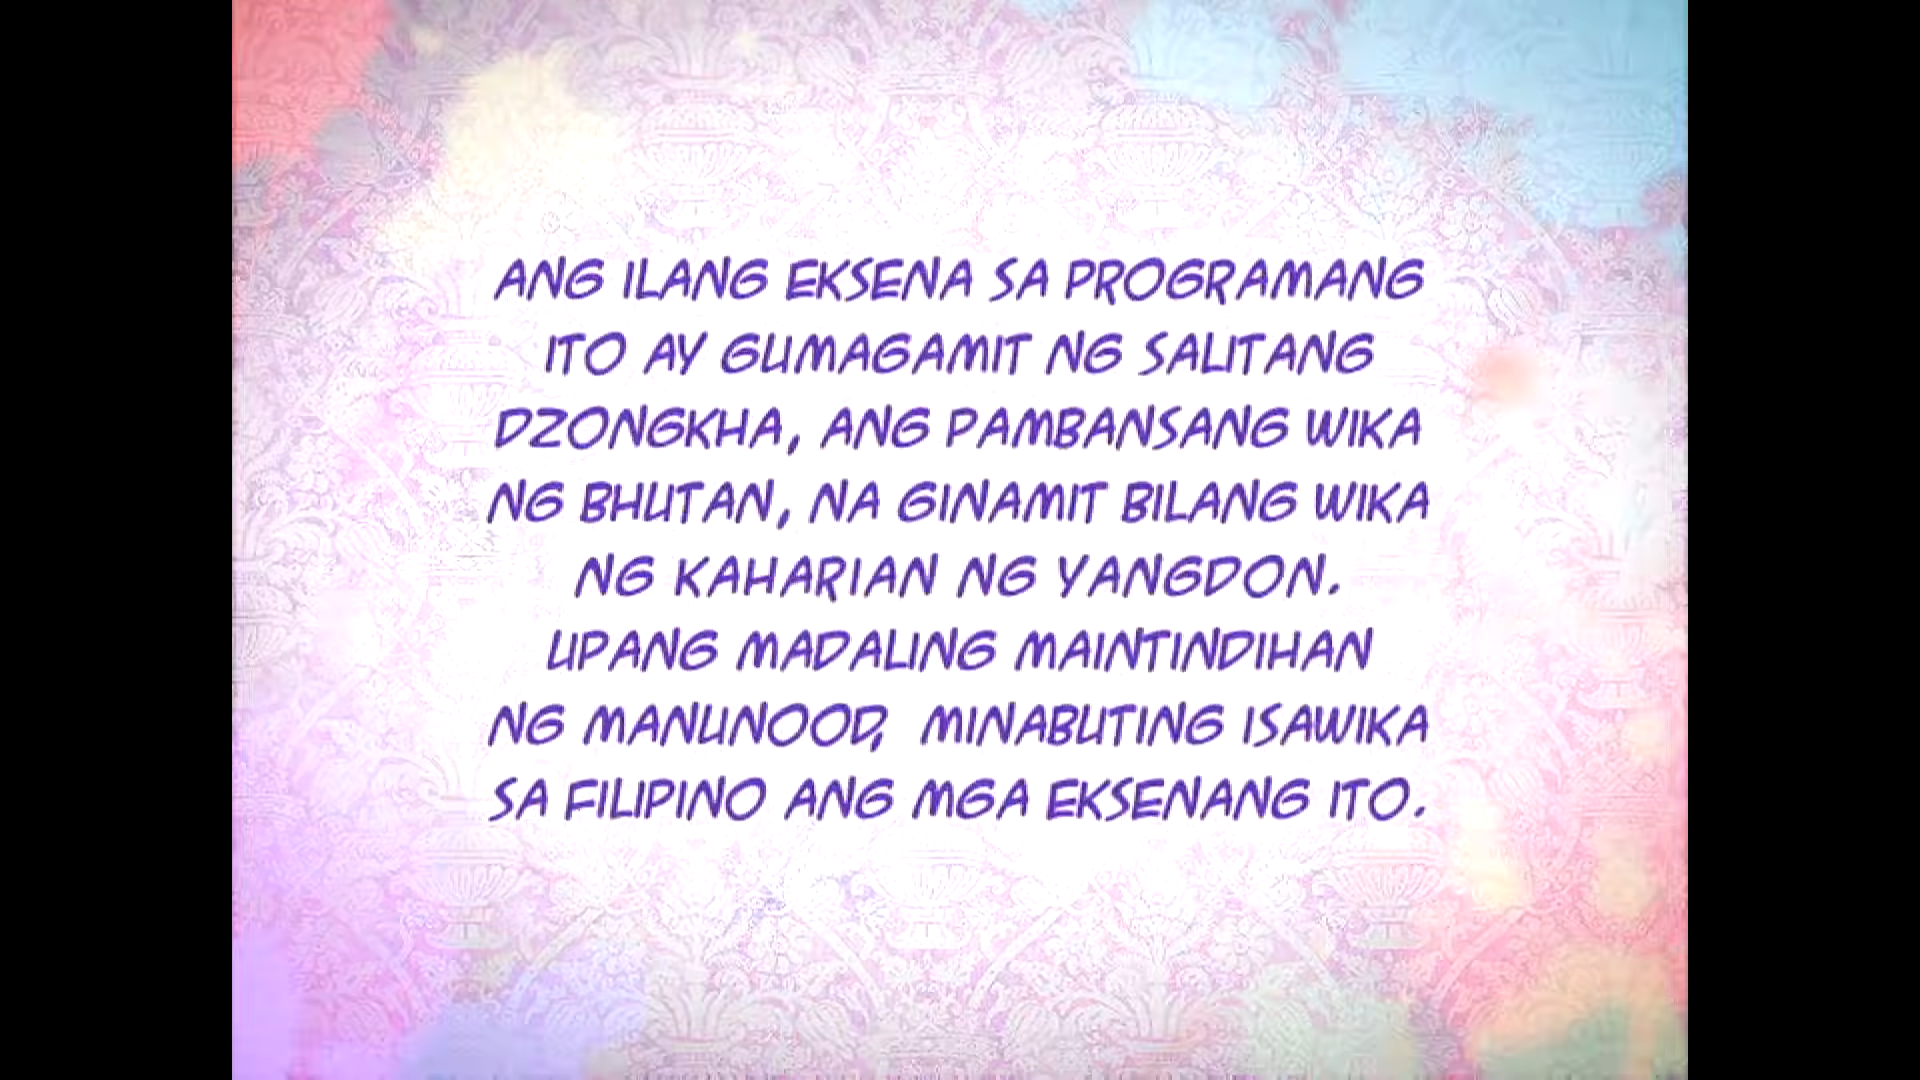 ANG ILANG EKSENA SA PROGRAMANG
ITO AY GUMAGAMIT NG SALITANG
DZONGKHA, ANG PAMBANSANG WIKA
NG BHUTAN, NA GINAMIT BILANG WIKA
NG KAHARIAN NG YANGDON.
UPANG MADALING MAINTINDIHAN
NG MANUNOOD, MINABUTING ISAWIKA
SA FILIPINO ANG MGA EKSENANG ITO.